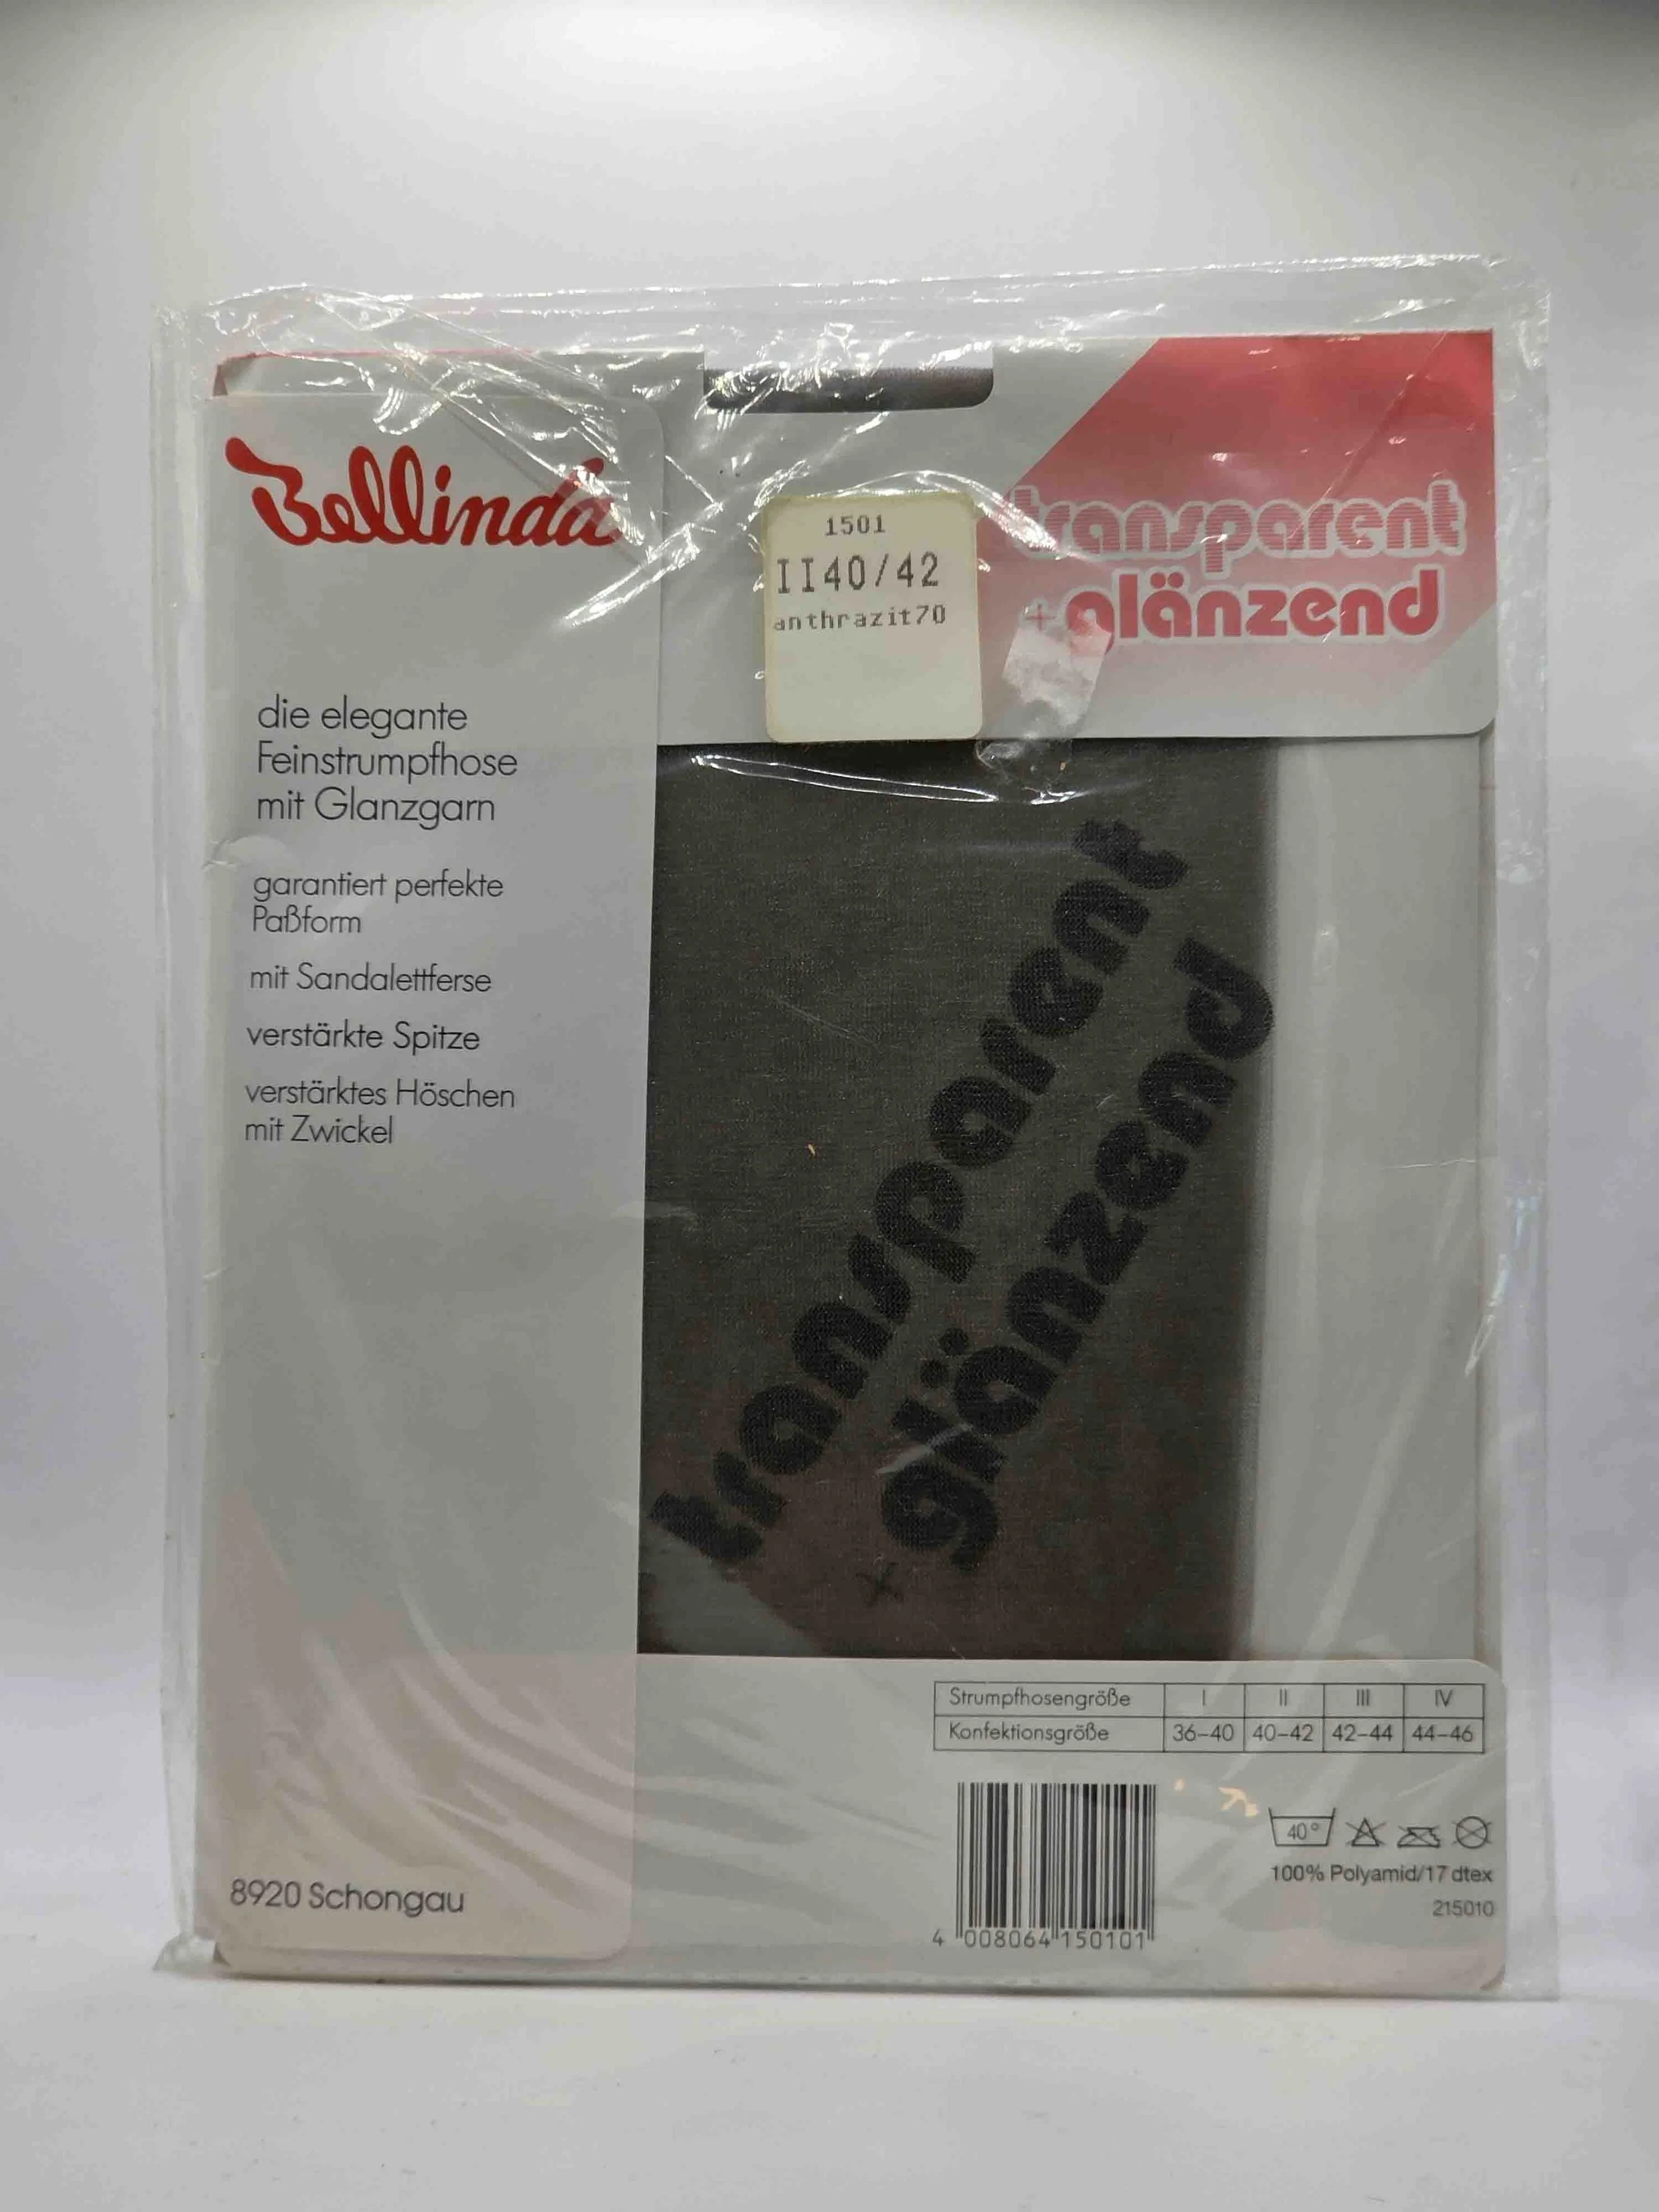 Bellinda
1501
II40/42
anthrazit70
transparent
+glänzend
die elegante
Feinstrumpfhose
mit Glanzgarn
garantiert perfekte
Paßform
mit Sandalettferse
verstärkte Spitze
verstärktes Höschen
mit Zwickel
transparent
+ glänzend
Strumpfhosengröße I II III IV
Konfektionsgröße 36–40 40–42 42–44 44–46
40°
100% Polyamid/17 dtex
215010
4 008064 150101
8920 Schongau